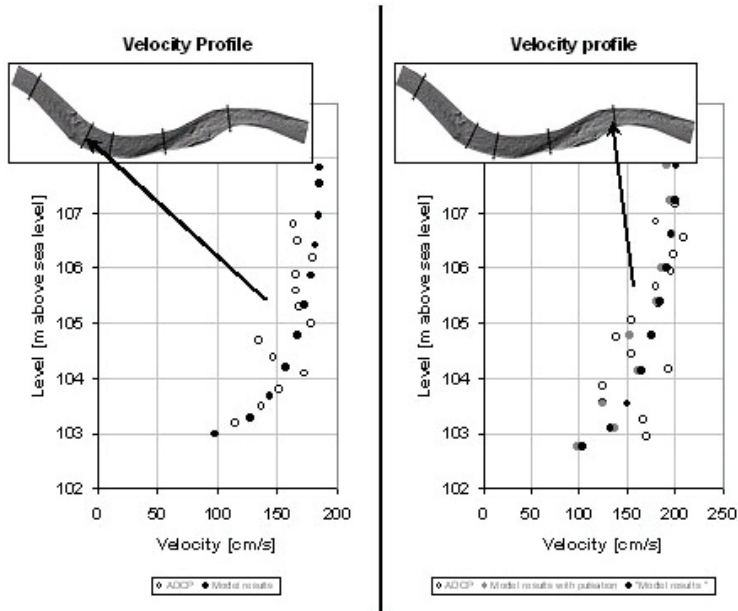 Velocity Profile
107
106
105
104
103
102
Level [m above sea level]
0 50 100 150 200
Velocity [cm/s]
ADCP Model results
Velocity profile
107
106
105
104
103
102
Level [m above sea level]
0 50 100 150 200 250
Velocity [cm/s]
ADCP Model results with pulsation "Model results "